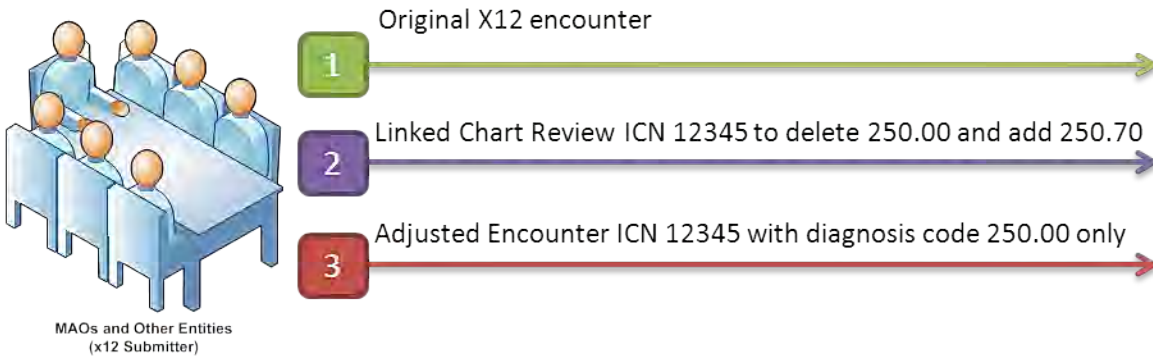 Original X12 encounter
1
Linked Chart Review ICN 12345 to delete 250.00 and add 250.70
2
Adjusted Encounter ICN 12345 with diagnosis code 250.00 only
3
MAOs and Other Entities
(x12 Submitter)